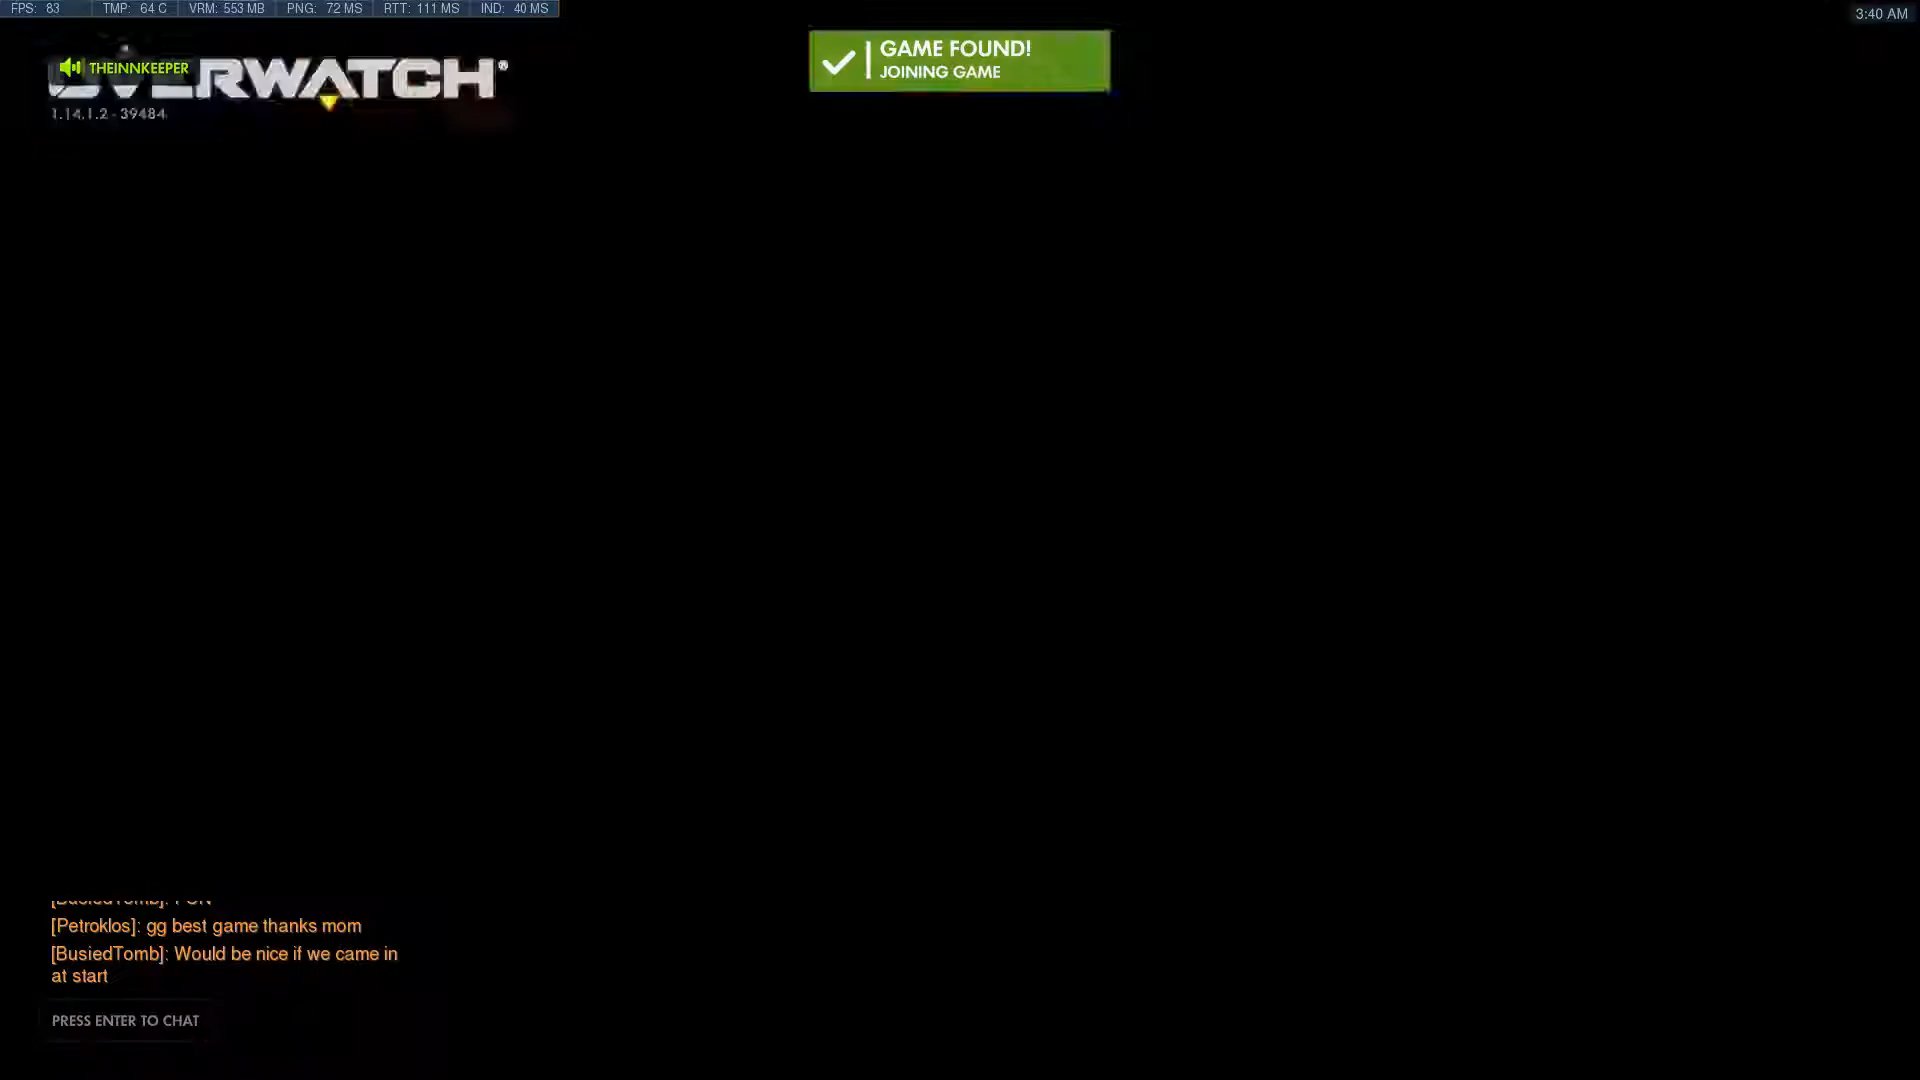 FPS: 83 TMP: 64 C VRM: 553 MB PNG: 72 MS RTT: 111 MS IND: 40 MS
3:40 AM
GAME FOUND!
JOINING GAME
THEINNKEEPER
OVERWATCH®
1.14.1.2 - 39484
[Petroklos]: gg best game thanks mom
[BusiedTomb]: Would be nice if we came in
at start
PRESS ENTER TO CHAT